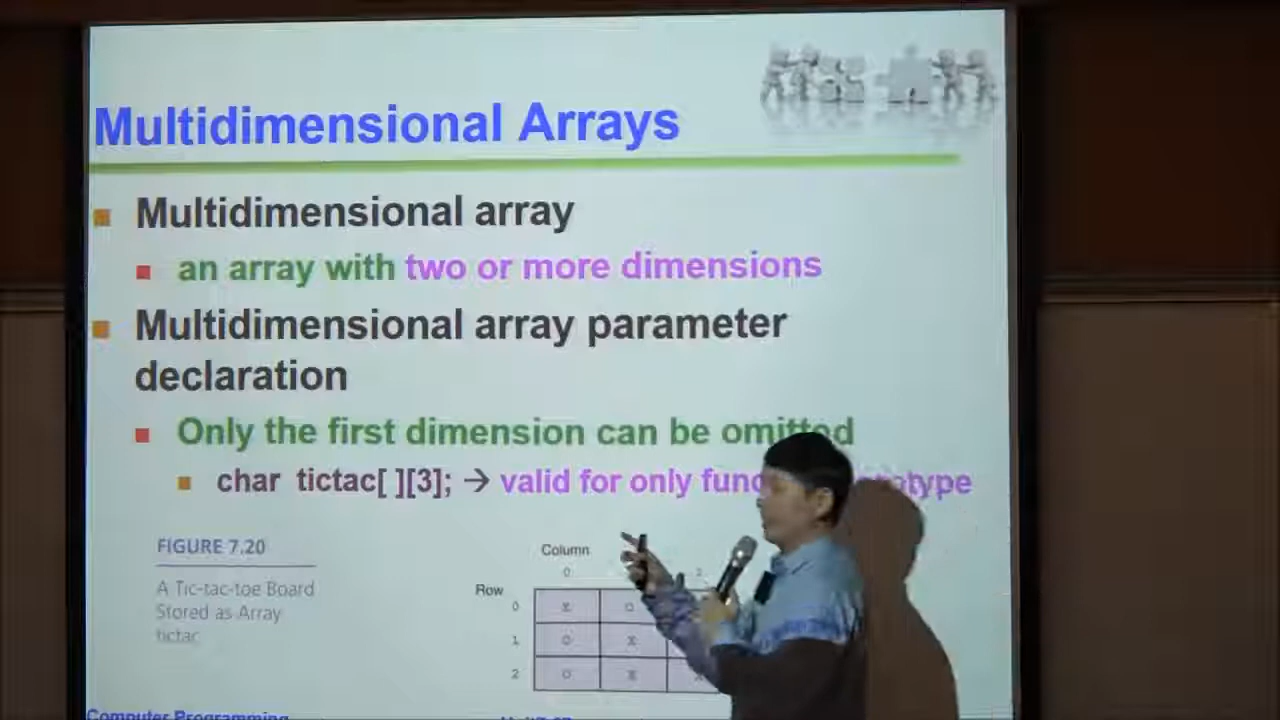 Multidimensional Arrays
Multidimensional array
an array with two or more dimensions
Multidimensional array parameter
declaration
Only the first dimension can be omitted
char tictac[ ][3]; → valid for only
FIGURE 7.20
A Tic-tac-toe Board
Stored as Array
tictac
Column
0 2
Row
0 X O
1 O X
2 O X
Computer Programming